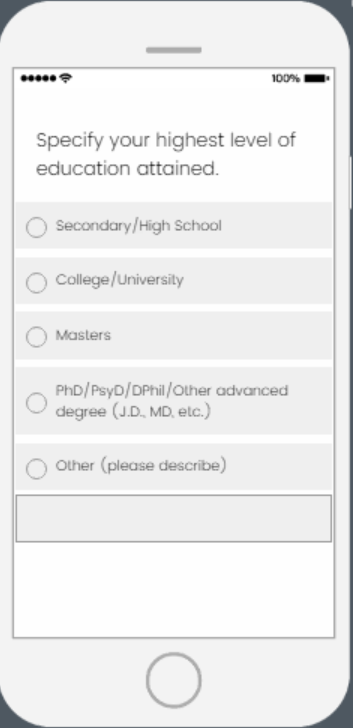 100%
Specify your highest level of
education attained.
Secondary/High School
College/University
Masters
PhD/PsyD/DPhil/Other advanced
degree (J.D., MD, etc.)
Other (please describe)